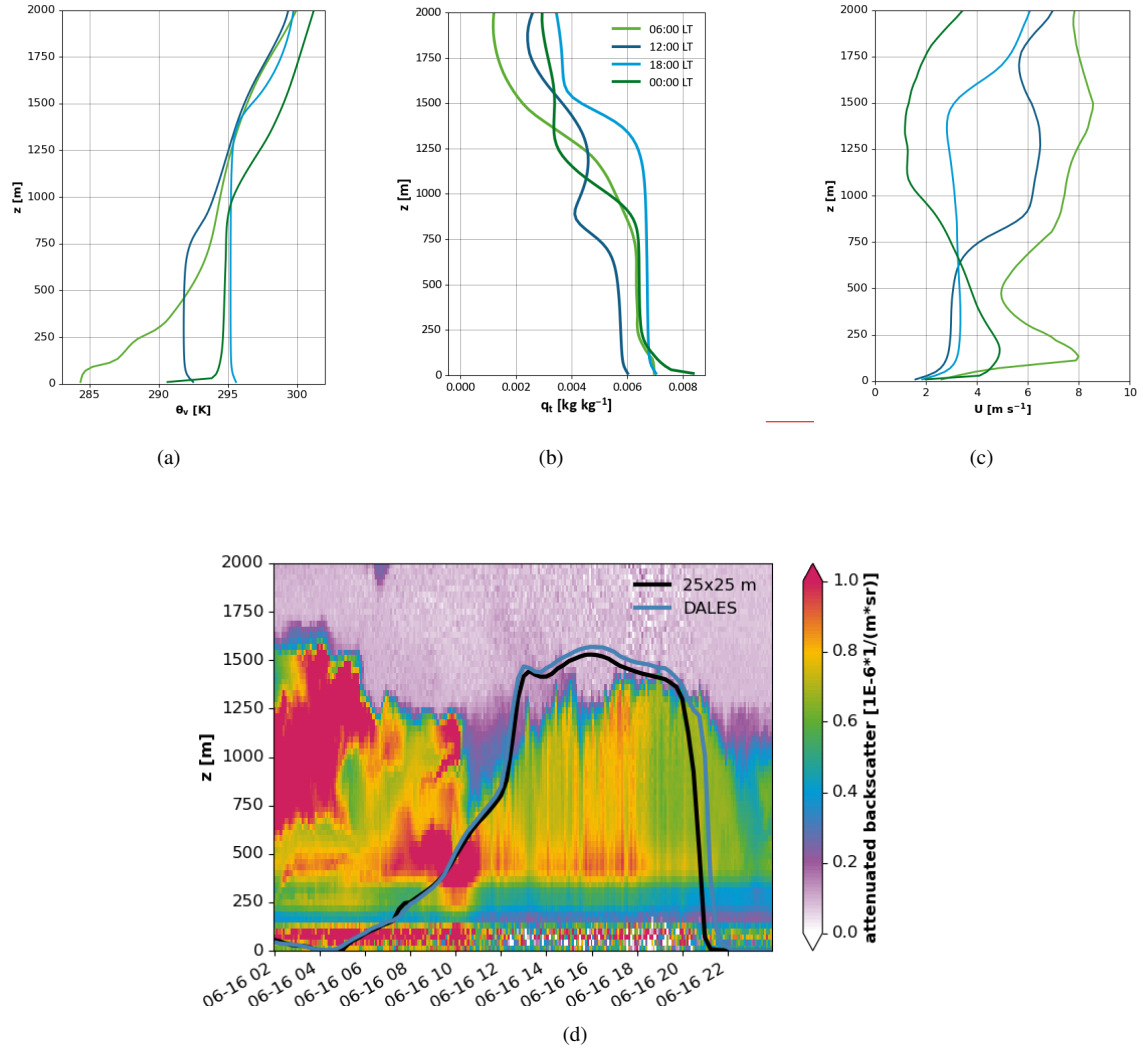 2000
1750
1500
1250
1000
750
500
250
0
z [m]
285 290 295 300
θv [K]
(a)
2000
1750
1500
1250
1000
750
500
250
0
z [m]
06:00 LT
12:00 LT
18:00 LT
00:00 LT
0.000 0.002 0.004 0.006 0.008
qt [kg kg⁻¹]
(b)
2000
1750
1500
1250
1000
750
500
250
0
z [m]
0 2 4 6 8 10
U [m s⁻¹]
(c)
2000
1750
1500
1250
1000
750
500
250
0
z [m]
25x25 m
DALES
06-16 02 06-16 04 06-16 06 06-16 08 06-16 10 06-16 12 06-16 14 06-16 16 06-16 18 06-16 20 06-16 22
1.0
0.8
0.6
0.4
0.2
0.0
attenuated backscatter [1E-6*1/(m*sr)]
(d)